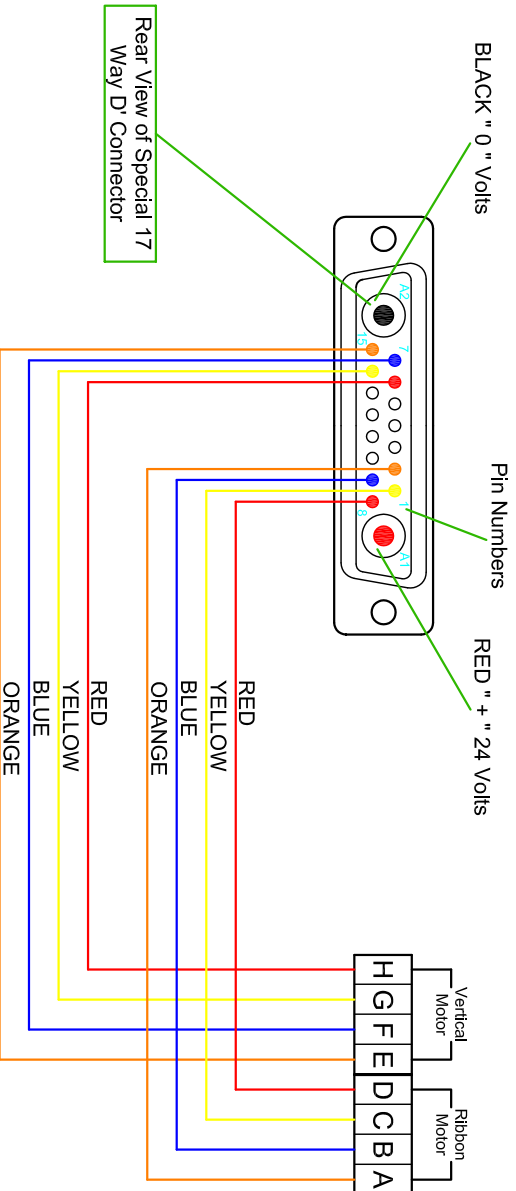 BLACK " 0 " Volts
Pin Numbers
RED " + " 24 Volts
Rear View of Special 17
Way D' Connector
A2
7
15
1
8
A1
RED
YELLOW
BLUE
ORANGE
RED
YELLOW
BLUE
ORANGE
Vertical
Motor
Ribbon
Motor
H
G
F
E
D
C
B
A